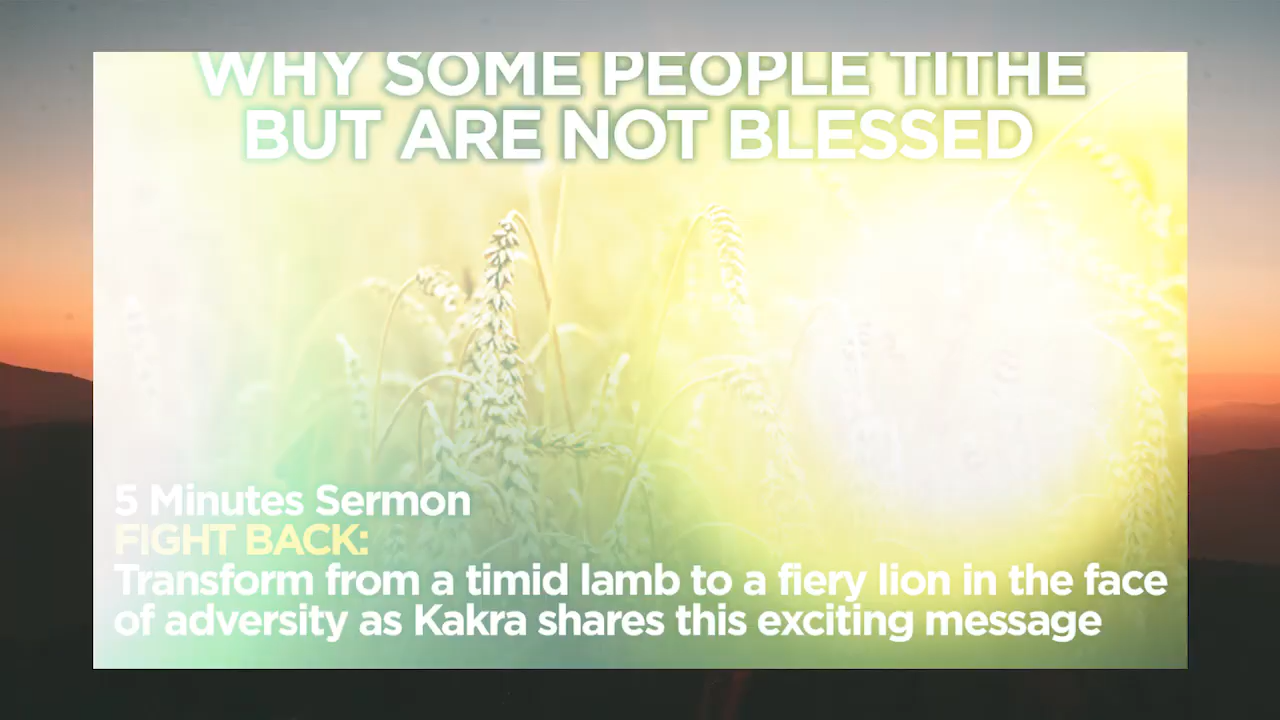 WHY SOME PEOPLE TITHE
BUT ARE NOT BLESSED
5 Minutes Sermon
FIGHT BACK:
Transform from a timid lamb to a fiery lion in the face
of adversity as Kakra shares this exciting message